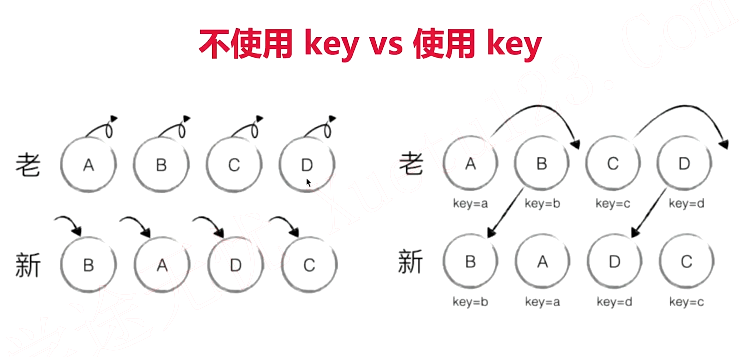 不使用 key vs 使用 key
老 A B C D
新 B A D C
老 A B C D
key=a key=b key=c key=d
新 B A D C
key=b key=a key=d key=c